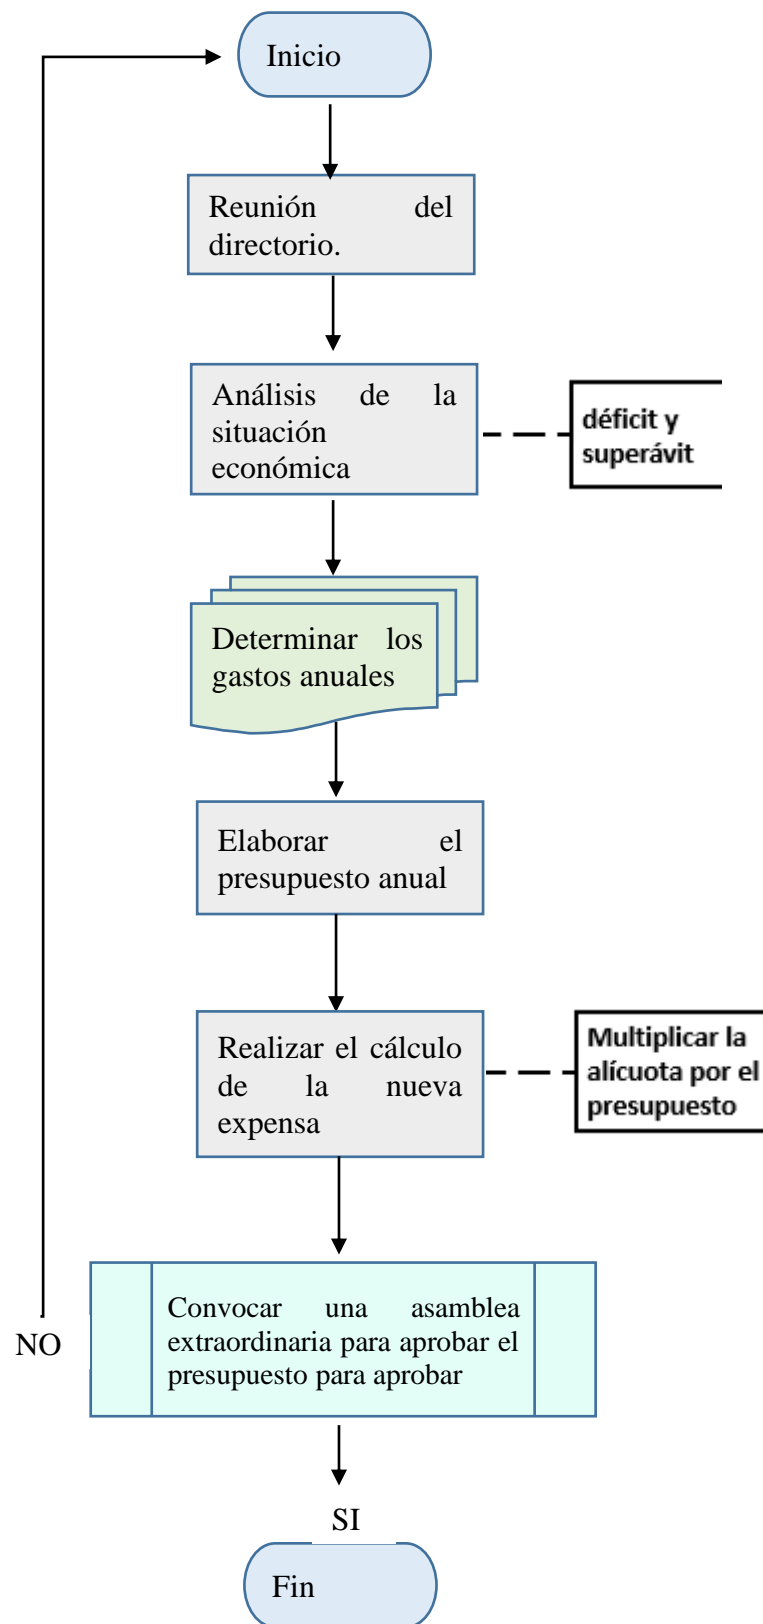 Inicio
Reunión del
directorio.
Análisis de la
situación
económica
déficit y
superávit
Determinar los
gastos anuales
Elaborar el
presupuesto anual
Realizar el cálculo
de la nueva
expensa
Multiplicar la
alícuota por el
presupuesto
Convocar una asamblea
extraordinaria para aprobar el
presupuesto para aprobar
NO
SI
Fin